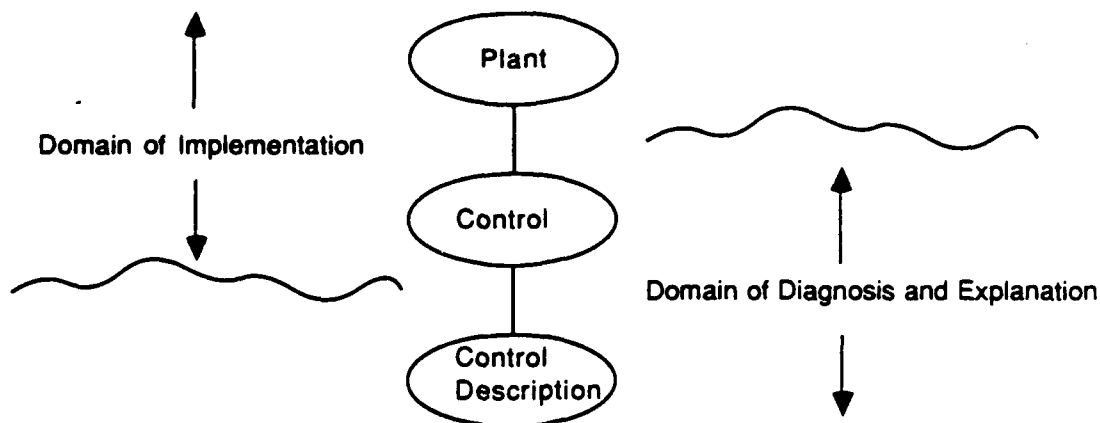 Plant
Domain of Implementation
Control
Domain of Diagnosis and Explanation
Control
Description